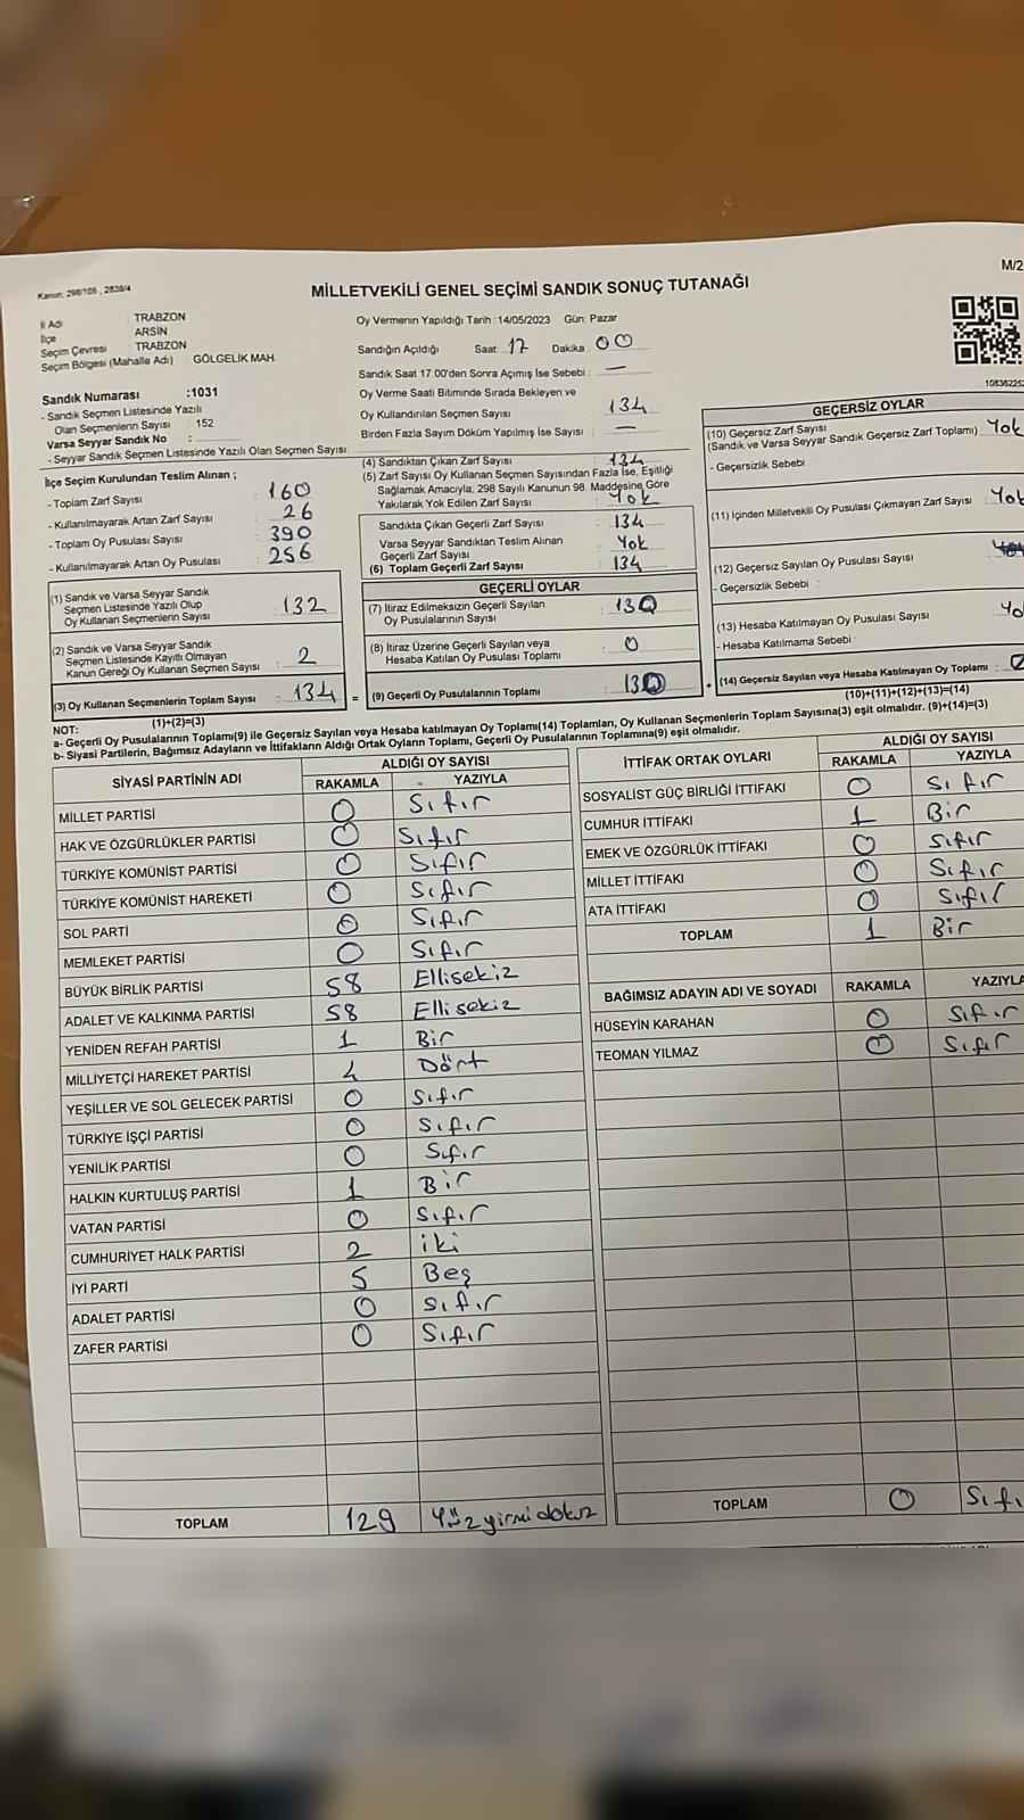 Kanun: 298/105 , 2839/4
M/2
MİLLETVEKİLİ GENEL SEÇİMİ SANDIK SONUÇ TUTANAĞI
İl Adı TRABZON
İlçe ARSİN
Seçim Çevresi TRABZON
Seçim Bölgesi (Mahalle Adı) GÖLGELİK MAH.
Sandık Numarası :1031
- Sandık Seçmen Listesinde Yazılı
Olan Seçmenlerin Sayısı 152
Varsa Seyyar Sandık No :
- Seyyar Sandık Seçmen Listesinde Yazılı Olan Seçmen Sayısı
İlçe Seçim Kurulundan Teslim Alınan ;
- Toplam Zarf Sayısı : 160
- Kullanılmayarak Artan Zarf Sayısı : 26
- Toplam Oy Pusulası Sayısı : 390
- Kullanılmayarak Artan Oy Pusulası : 256
(1) Sandık ve Varsa Seyyar Sandık
Seçmen Listesinde Yazılı Olup
Oy Kullanan Seçmenlerin Sayısı : 132
(2) Sandık ve Varsa Seyyar Sandık
Seçmen Listesinde Kayıtlı Olmayan
Kanun Gereği Oy Kullanan Seçmen Sayısı : 2
(3) Oy Kullanan Seçmenlerin Toplam Sayısı : 134 =
(1)+(2)=(3)
Oy Vermenin Yapıldığı Tarih : 14/05/2023 Gün: Pazar
Sandığın Açıldığı Saat 17 Dakika 00
Sandık Saat 17.00'den Sonra Açımış İse Sebebi : —
Oy Verme Saati Bitiminde Sırada Bekleyen ve
Oy Kullandırılan Seçmen Sayısı : 134
Birden Fazla Sayım Döküm Yapılmış İse Sayısı : —
(4) Sandıktan Çıkan Zarf Sayısı : 134
(5) Zarf Sayısı Oy Kullanan Seçmen Sayısından Fazla İse, Eşitliği
Sağlamak Amacıyla, 298 Sayılı Kanunun 98. Maddesine Göre
Yakılarak Yok Edilen Zarf Sayısı : Yok
Sandıkta Çıkan Geçerli Zarf Sayısı : 134
Varsa Seyyar Sandıktan Teslim Alınan
Geçerli Zarf Sayısı : Yok
(6) Toplam Geçerli Zarf Sayısı : 134
GEÇERLİ OYLAR
(7) İtiraz Edilmeksizin Geçerli Sayılan
Oy Pusulalarının Sayısı : 130
(8) İtiraz Üzerine Geçerli Sayılan veya
Hesaba Katılan Oy Pusulası Toplamı : 0
(9) Geçerli Oy Pusulalarının Toplamı : 130 +
1083622
GEÇERSİZ OYLAR
(10) Geçersiz Zarf Sayısı
(Sandık ve Varsa Seyyar Sandık Geçersiz Zarf Toplamı) Yok
- Geçersizlik Sebebi
(11) İçinden Milletvekili Oy Pusulası Çıkmayan Zarf Sayısı : Yok
(12) Geçersiz Sayılan Oy Pusulası Sayısı
- Geçersizlik Sebebi :
(13) Hesaba Katılmayan Oy Pusulası Sayısı
- Hesaba Katılmama Sebebi :
(14) Geçersiz Sayılan veya Hesaba Katılmayan Oy Toplamı :
(10)+(11)+(12)+(13)=(14)
NOT:
a- Geçerli Oy Pusulalarının Toplamı(9) ile Geçersiz Sayılan veya Hesaba katılmayan Oy Toplamı(14) Toplamları, Oy Kullanan Seçmenlerin Toplam Sayısına(3) eşit olmalıdır. (9)+(14)=(3)
b- Siyasi Partilerin, Bağımsız Adayların ve İttifakların Aldığı Ortak Oyların Toplamı, Geçerli Oy Pusulalarının Toplamına(9) eşit olmalıdır.
SİYASİ PARTİNİN ADI ALDIĞI OY SAYISI
RAKAMLA YAZIYLA
MİLLET PARTİSİ 0 Sıfır
HAK VE ÖZGÜRLÜKLER PARTİSİ 0 Sıfır
TÜRKİYE KOMÜNİST PARTİSİ 0 Sıfır
TÜRKİYE KOMÜNİST HAREKETİ 0 Sıfır
SOL PARTİ 0 Sıfır
MEMLEKET PARTİSİ 0 Sıfır
BÜYÜK BİRLİK PARTİSİ 58 Ellisekiz
ADALET VE KALKINMA PARTİSİ 58 Ellisekiz
YENİDEN REFAH PARTİSİ 1 Bir
MİLLİYETÇİ HAREKET PARTİSİ 4 Dört
YEŞİLLER VE SOL GELECEK PARTİSİ 0 Sıfır
TÜRKİYE İŞÇİ PARTİSİ 0 Sıfır
YENİLİK PARTİSİ 0 Sıfır
HALKIN KURTULUŞ PARTİSİ 1 Bir
VATAN PARTİSİ 0 Sıfır
CUMHURİYET HALK PARTİSİ 2 iki
İYİ PARTİ 5 Beş
ADALET PARTİSİ 0 Sıfır
ZAFER PARTİSİ 0 Sıfır
TOPLAM 129 Yüzyirmidokuz
İTTİFAK ORTAK OYLARI ALDIĞI OY SAYISI
RAKAMLA YAZIYLA
SOSYALİST GÜÇ BİRLİĞİ İTTİFAKI 0 Sıfır
CUMHUR İTTİFAKI 1 Bir
EMEK VE ÖZGÜRLÜK İTTİFAKI 0 Sıfır
MİLLET İTTİFAKI 0 Sıfır
ATA İTTİFAKI 0 Sıfır
TOPLAM 1 Bir
BAĞIMSIZ ADAYIN ADI VE SOYADI RAKAMLA YAZIYLA
HÜSEYİN KARAHAN 0 Sıfır
TEOMAN YILMAZ 0 Sıfır
TOPLAM 0 Sıfı